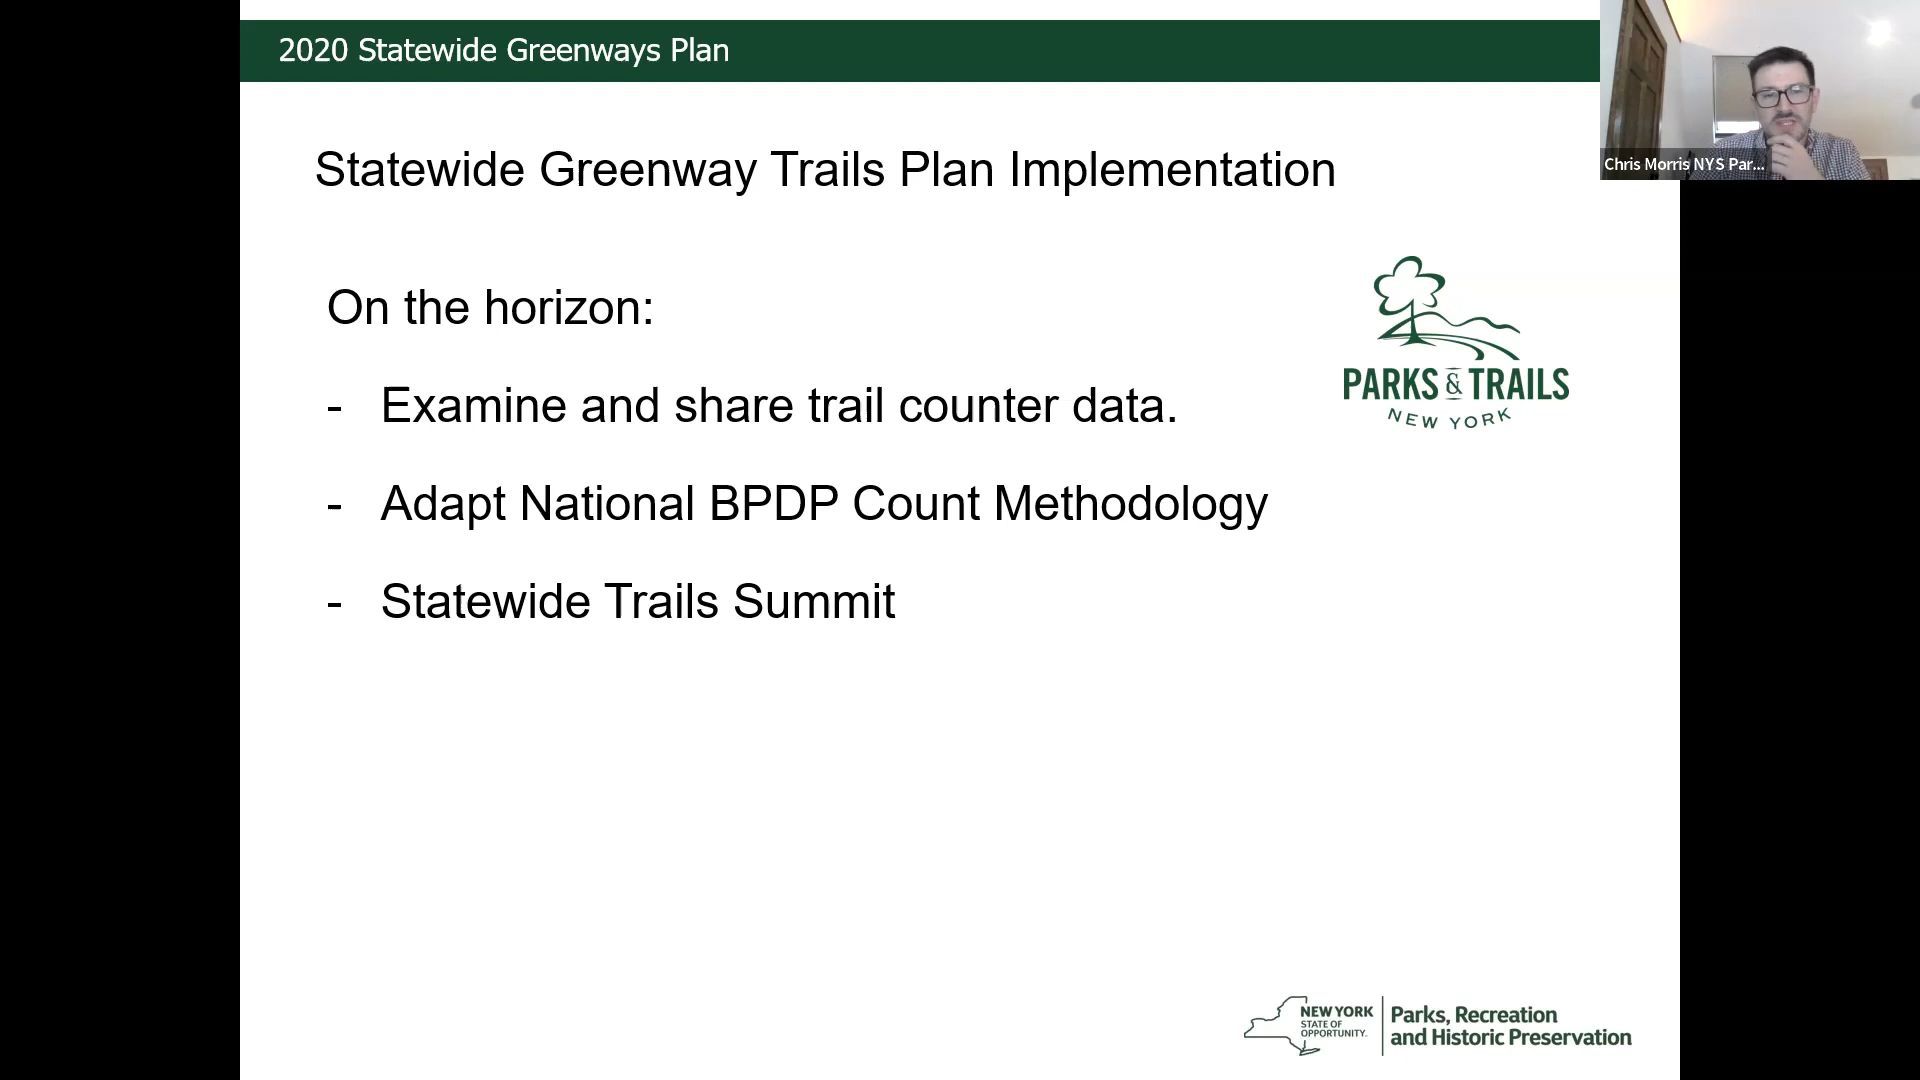 2020 Statewide Greenways Plan
Chris Morris NYS Par...
Statewide Greenway Trails Plan Implementation
On the horizon:
- Examine and share trail counter data.
- Adapt National BPDP Count Methodology
- Statewide Trails Summit
PARKS & TRAILS
NEW YORK
NEW YORK
STATE OF
OPPORTUNITY.
Parks, Recreation
and Historic Preservation